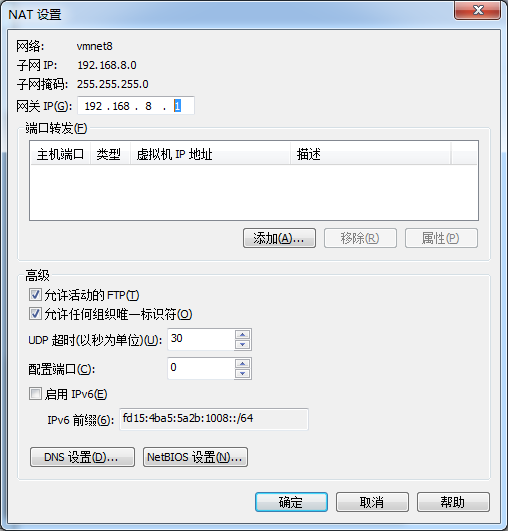 NAT 设置
网络: vmnet8
子网 IP: 192.168.8.0
子网掩码: 255.255.255.0
网关 IP(G): 192 . 168 . 8 . 1
端口转发(F)
主机端口 类型 虚拟机 IP 地址 描述
添加(A)... 移除(R) 属性(P)
高级
允许活动的 FTP(T)
允许任何组织唯一标识符(O)
UDP 超时(以秒为单位)(U): 30
配置端口(C): 0
启用 IPv6(E)
IPv6 前缀(6): fd15:4ba5:5a2b:1008::/64
DNS 设置(D)... NetBIOS 设置(N)...
确定 取消 帮助